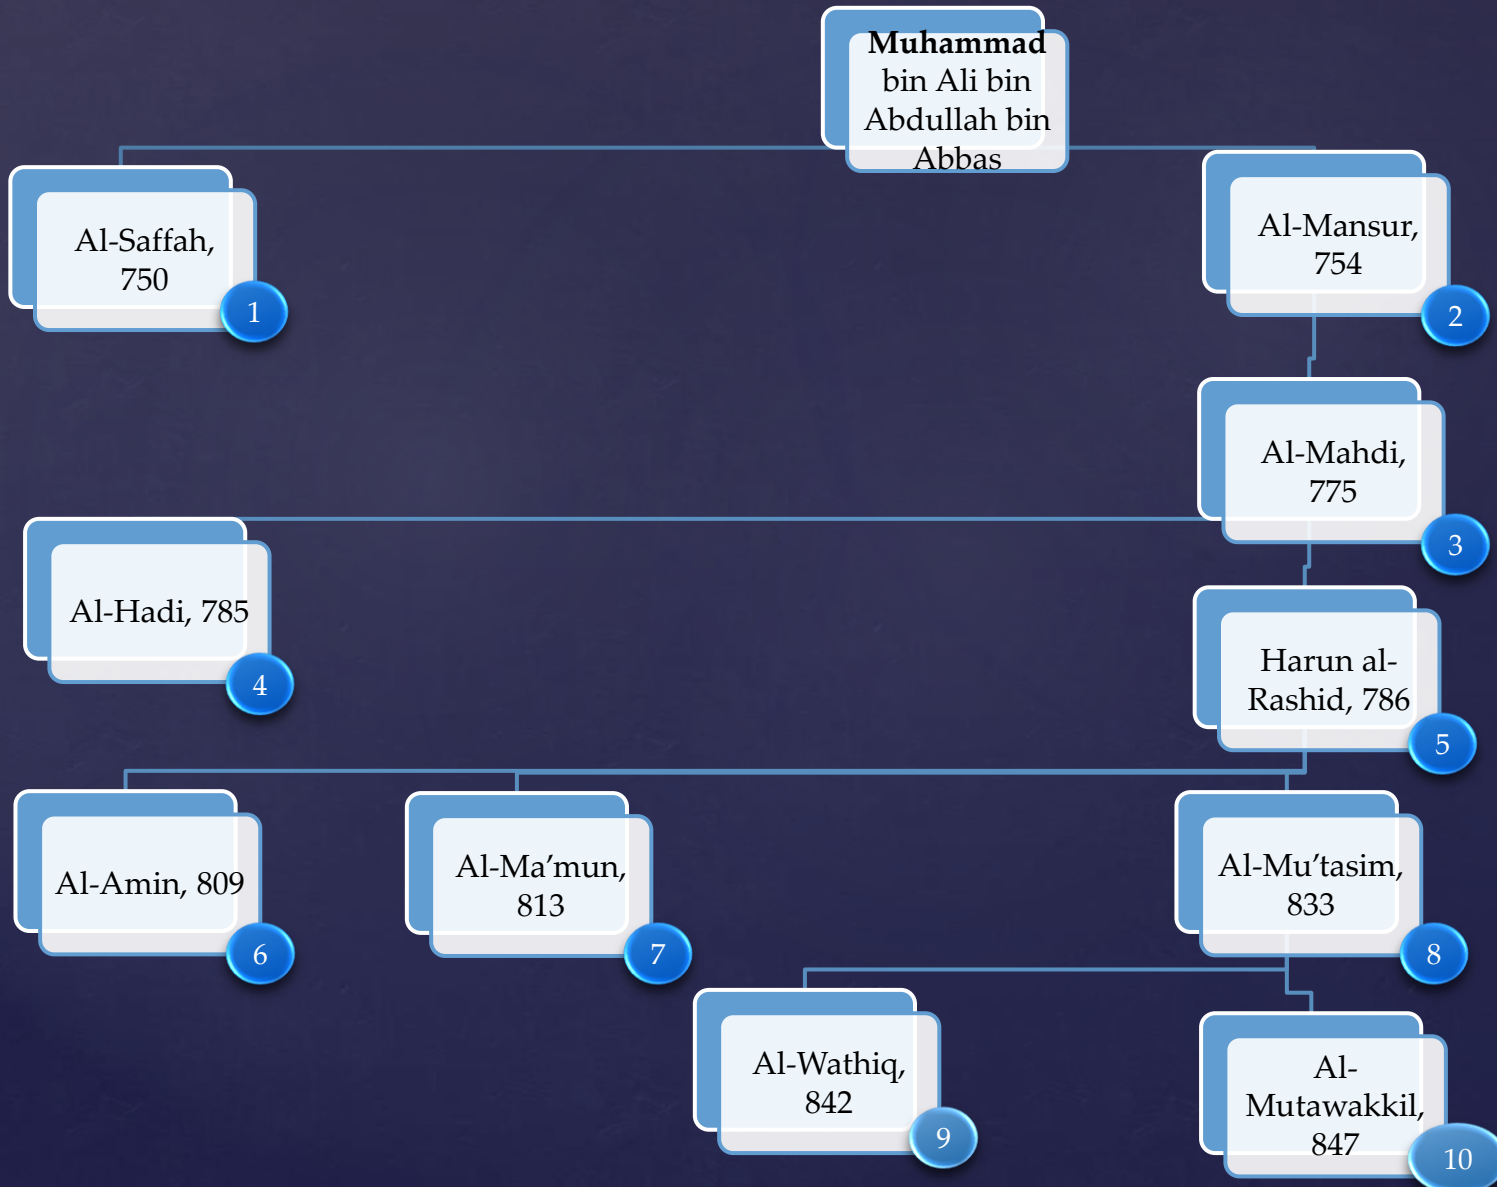 Muhammad
bin Ali bin
Abdullah bin
Abbas
Al-Saffah,
750
1
Al-Mansur,
754
2
Al-Mahdi,
775
3
Al-Hadi, 785
4
Harun al-
Rashid, 786
5
Al-Amin, 809
6
Al-Ma’mun,
813
7
Al-Mu’tasim,
833
8
Al-Wathiq,
842
9
Al-
Mutawakkil,
847
10